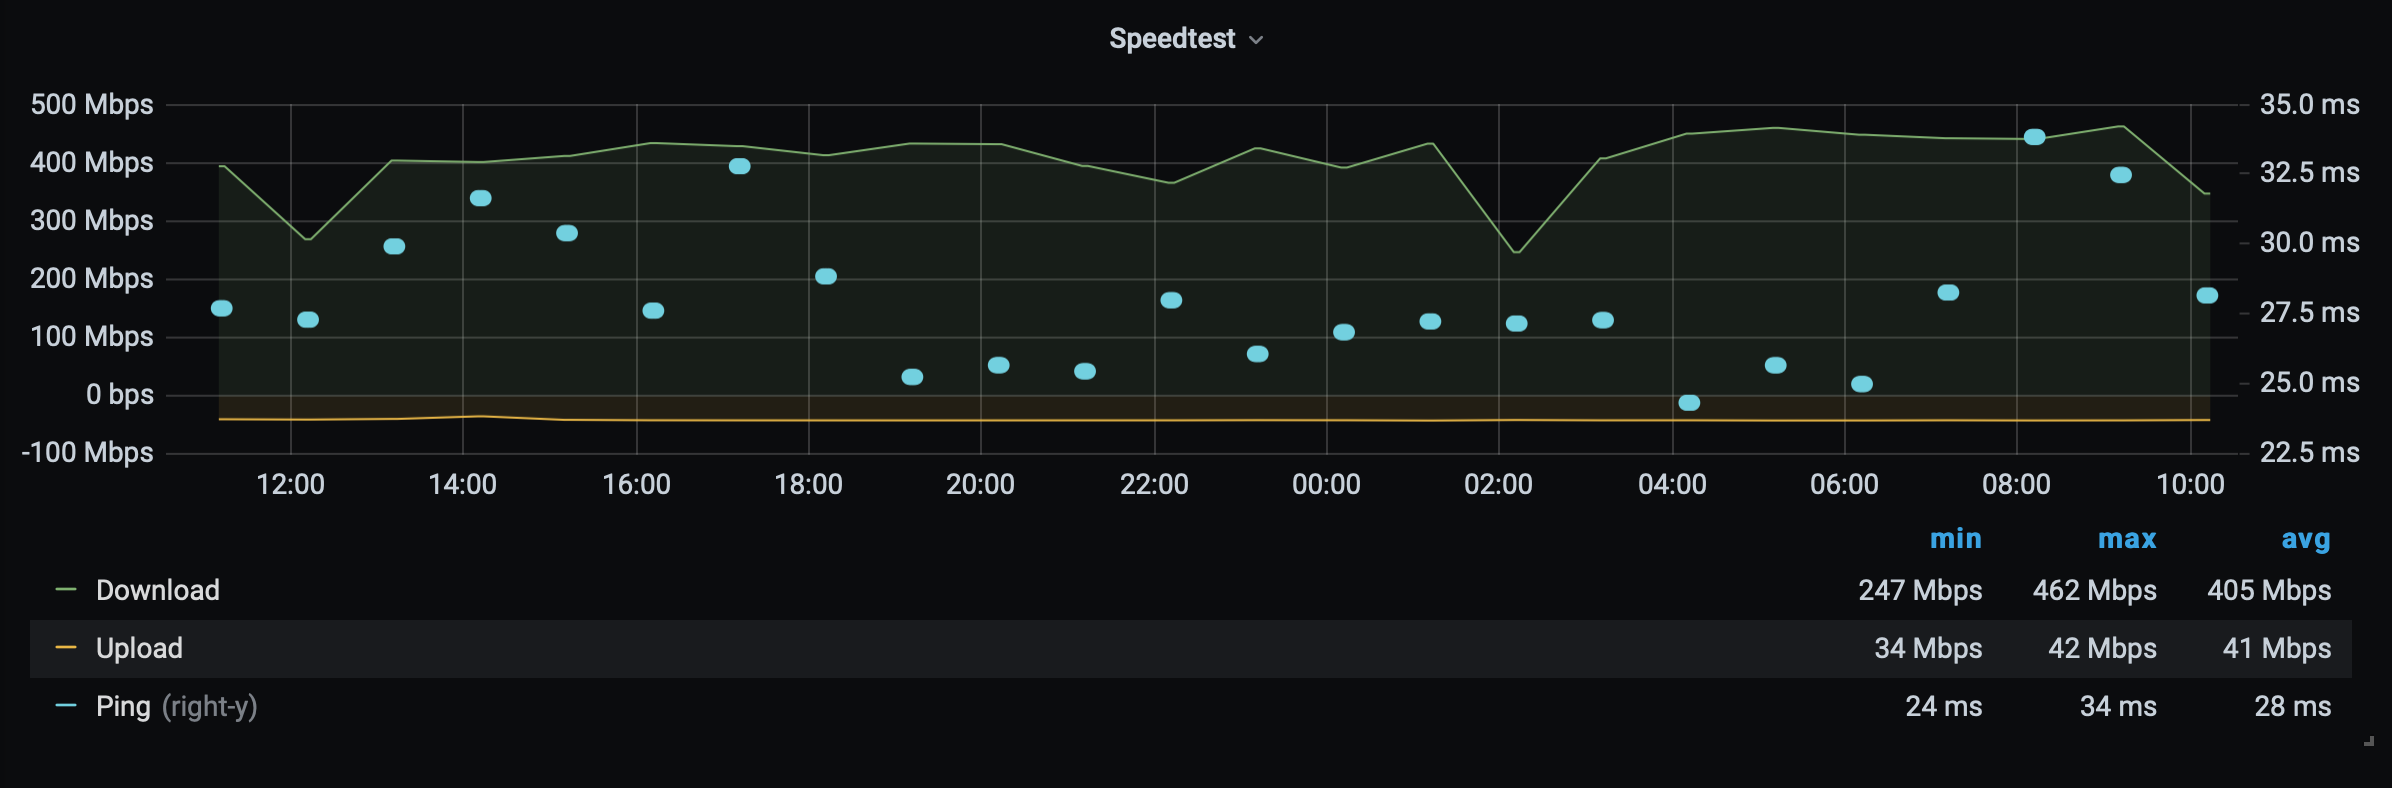 Speedtest
500 Mbps 35.0 ms
400 Mbps 32.5 ms
300 Mbps 30.0 ms
200 Mbps 27.5 ms
100 Mbps 25.0 ms
0 bps 22.5 ms
-100 Mbps
12:00 14:00 16:00 18:00 20:00 22:00 00:00 02:00 04:00 06:00 08:00 10:00
min max avg
Download 247 Mbps 462 Mbps 405 Mbps
Upload 34 Mbps 42 Mbps 41 Mbps
Ping (right-y) 24 ms 34 ms 28 ms